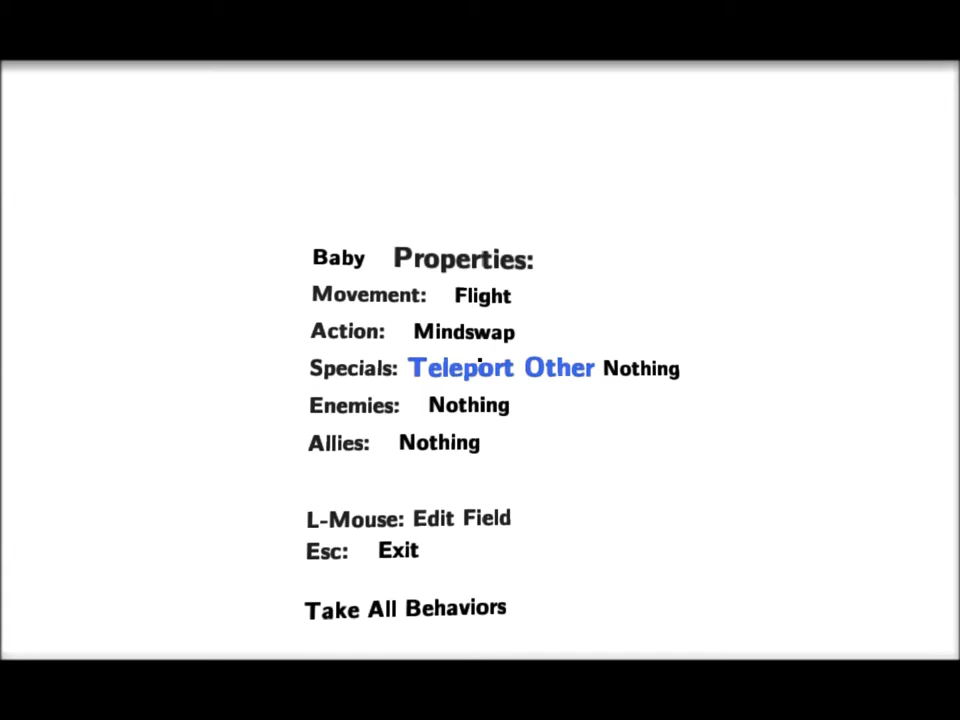 Baby Properties:
Movement: Flight
Action: Mindswap
Specials: Teleport Other Nothing
Enemies: Nothing
Allies: Nothing
L-Mouse: Edit Field
Esc: Exit
Take All Behaviors